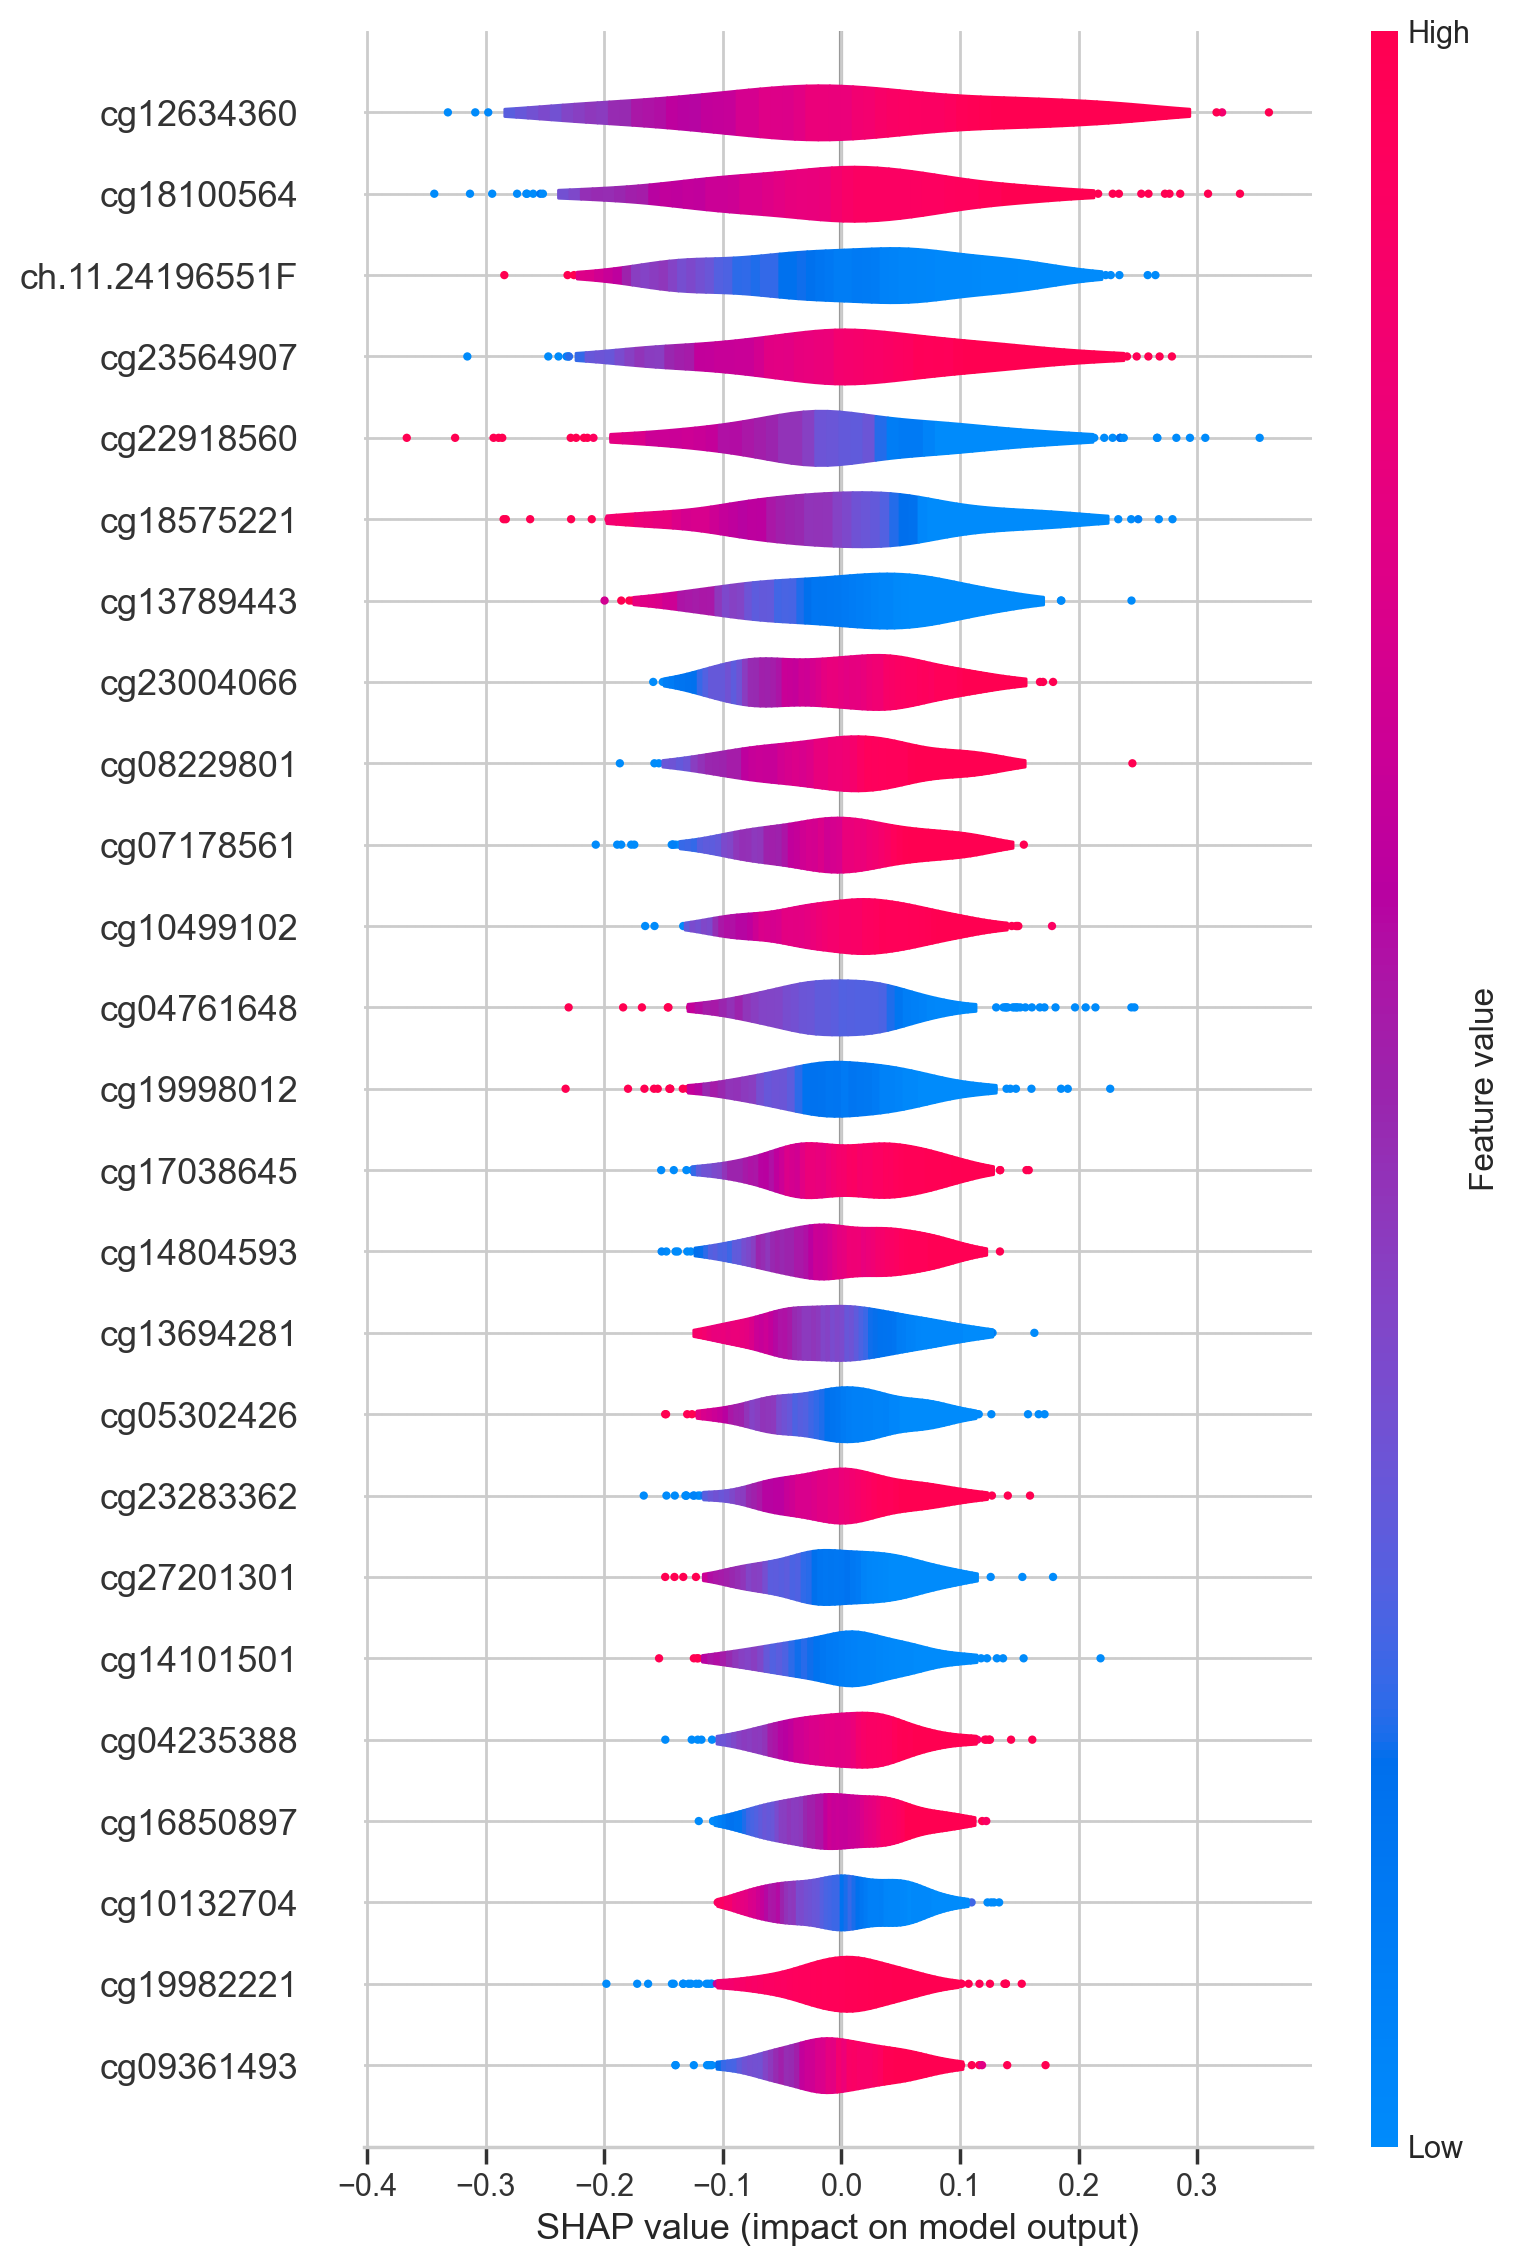 High
cg12634360
cg18100564
ch.11.24196551F
cg23564907
cg22918560
cg18575221
cg13789443
cg23004066
cg08229801
cg07178561
cg10499102
cg04761648
cg19998012
cg17038645
cg14804593
cg13694281
cg05302426
cg23283362
cg27201301
cg14101501
cg04235388
cg16850897
cg10132704
cg19982221
cg09361493
Feature value
Low
−0.4 −0.3 −0.2 −0.1 0.0 0.1 0.2 0.3
SHAP value (impact on model output)